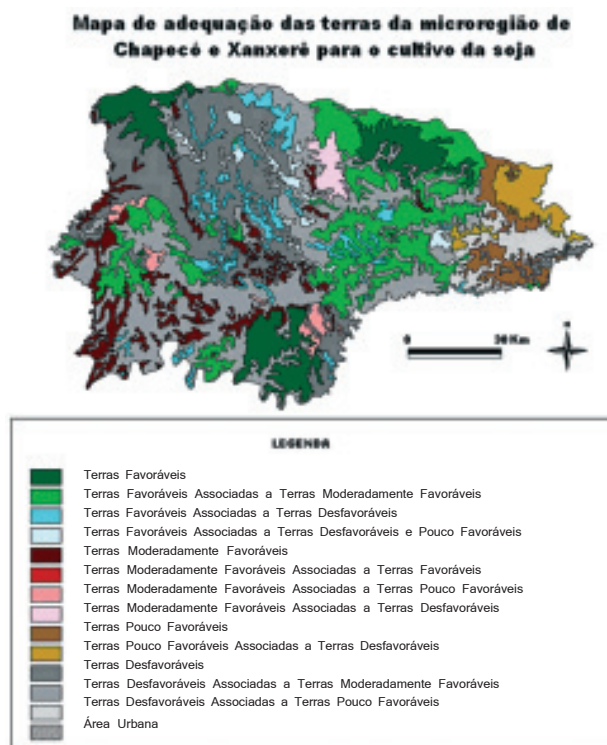 Mapa de adequação das terras da microregião de
Chapecó e Xanxerê para o cultivo da soja
N
0 30 Km
LEGENDA
Terras Favoráveis
Terras Favoráveis Associadas a Terras Moderadamente Favoráveis
Terras Favoráveis Associadas a Terras Desfavoráveis
Terras Favoráveis Associadas a Terras Desfavoráveis e Pouco Favoráveis
Terras Moderadamente Favoráveis
Terras Moderadamente Favoráveis Associadas a Terras Favoráveis
Terras Moderadamente Favoráveis Associadas a Terras Pouco Favoráveis
Terras Moderadamente Favoráveis Associadas a Terras Desfavoráveis
Terras Pouco Favoráveis
Terras Pouco Favoráveis Associadas a Terras Desfavoráveis
Terras Desfavoráveis
Terras Desfavoráveis Associadas a Terras Moderadamente Favoráveis
Terras Desfavoráveis Associadas a Terras Pouco Favoráveis
Área Urbana